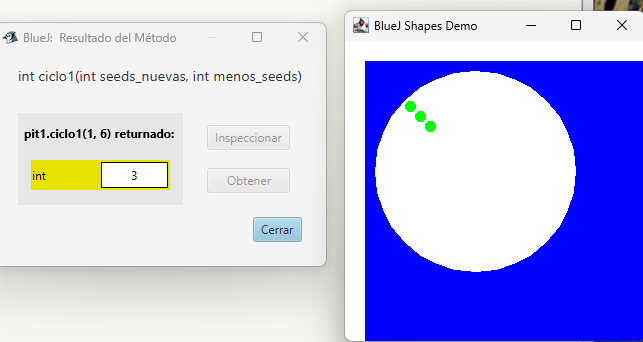 BlueJ: Resultado del Método
int ciclo1(int seeds_nuevas, int menos_seeds)
pit1.ciclo1(1, 6) returnado:
int
3
Inspeccionar
Obtener
Cerrar
BlueJ Shapes Demo